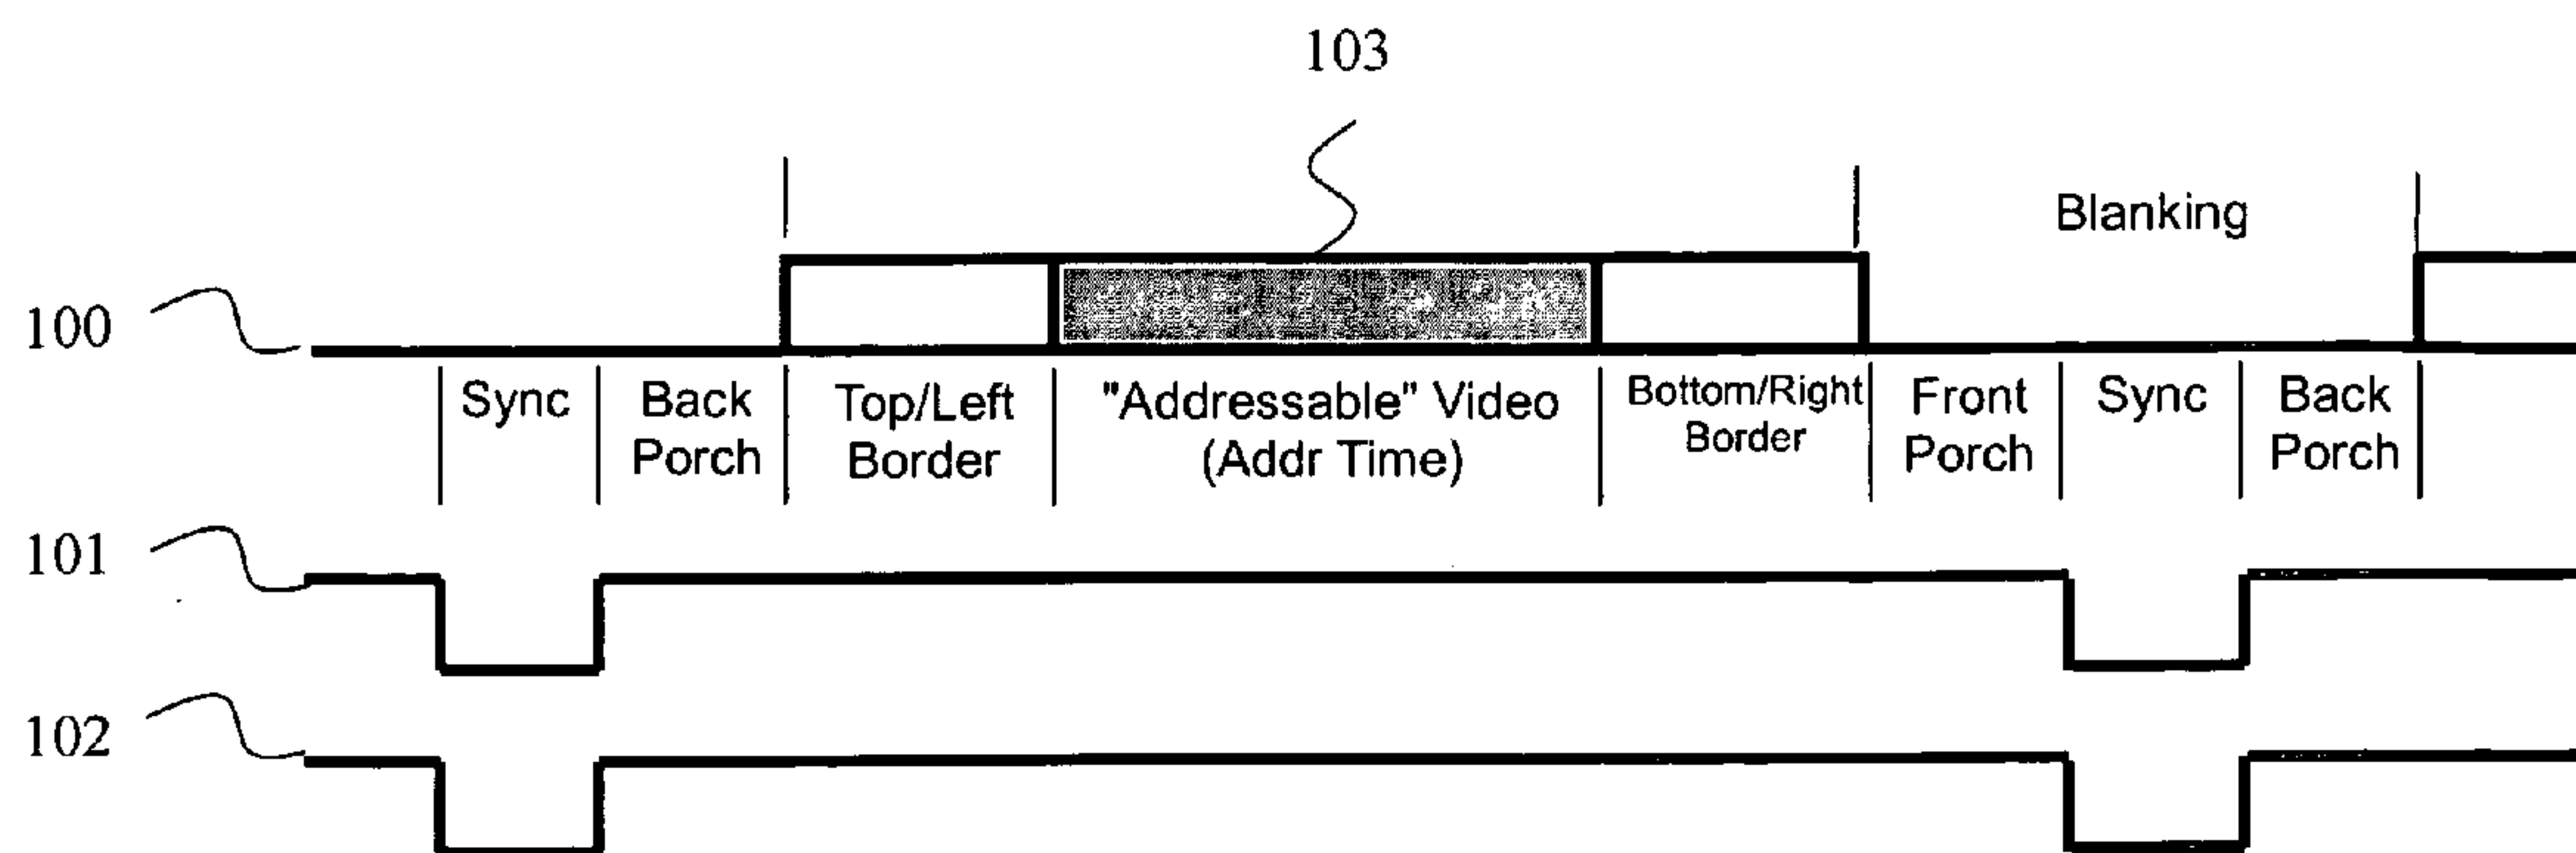 103
Blanking
100
Sync
Back
Porch
Top/Left
Border
"Addressable" Video
(Addr Time)
Bottom/Right
Border
Front
Porch
Sync
Back
Porch
101
102